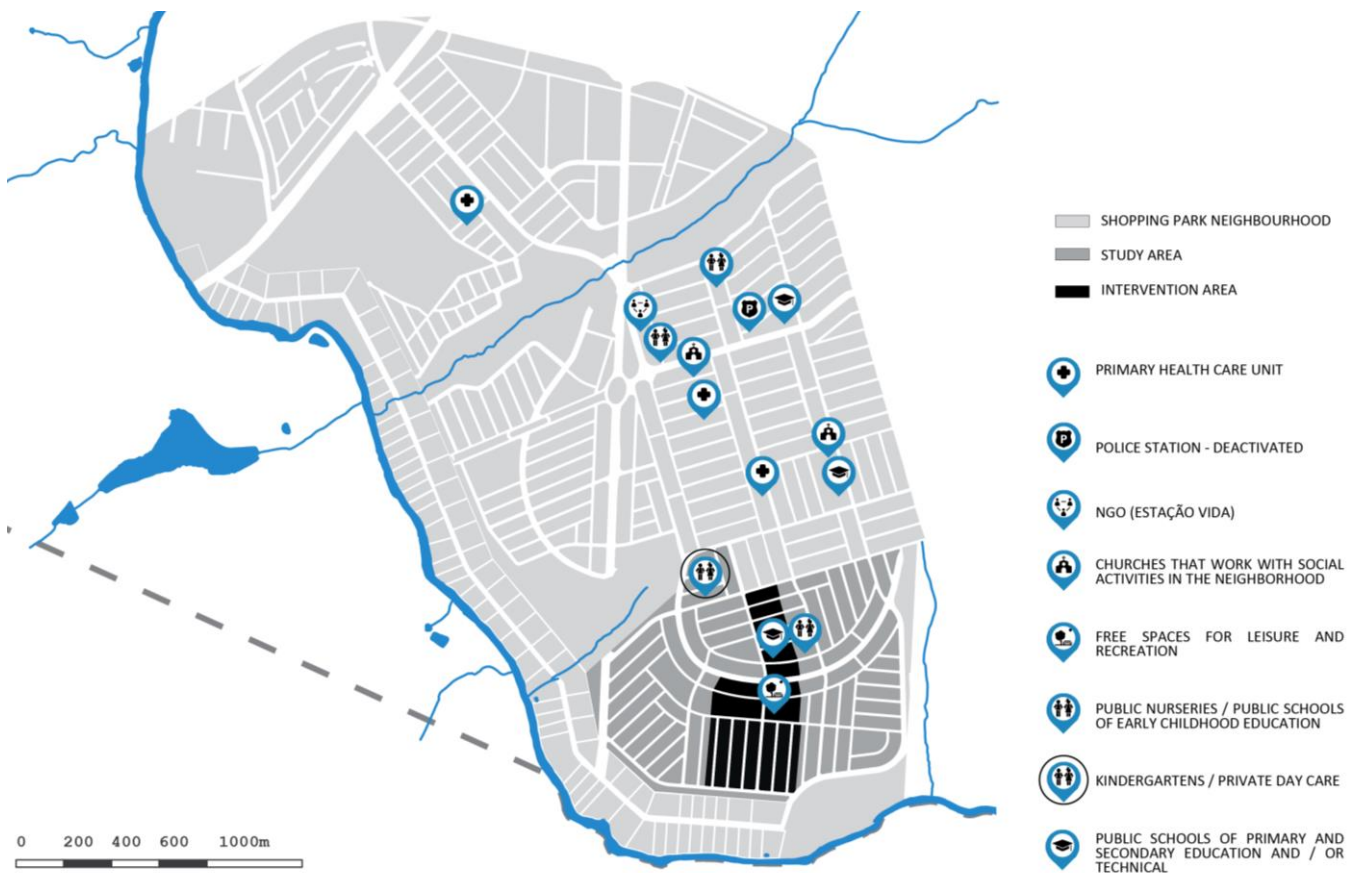 SHOPPING PARK NEIGHBOURHOOD
STUDY AREA
INTERVENTION AREA
PRIMARY HEALTH CARE UNIT
P
POLICE STATION - DEACTIVATED
NGO (ESTAÇÃO VIDA)
CHURCHES THAT WORK WITH SOCIAL
ACTIVITIES IN THE NEIGHBORHOOD
FREE SPACES FOR LEISURE AND
RECREATION
PUBLIC NURSERIES / PUBLIC SCHOOLS
OF EARLY CHILDHOOD EDUCATION
KINDERGARTENS / PRIVATE DAY CARE
PUBLIC SCHOOLS OF PRIMARY AND
SECONDARY EDUCATION AND / OR
TECHNICAL
P
0 200 400 600 1000m